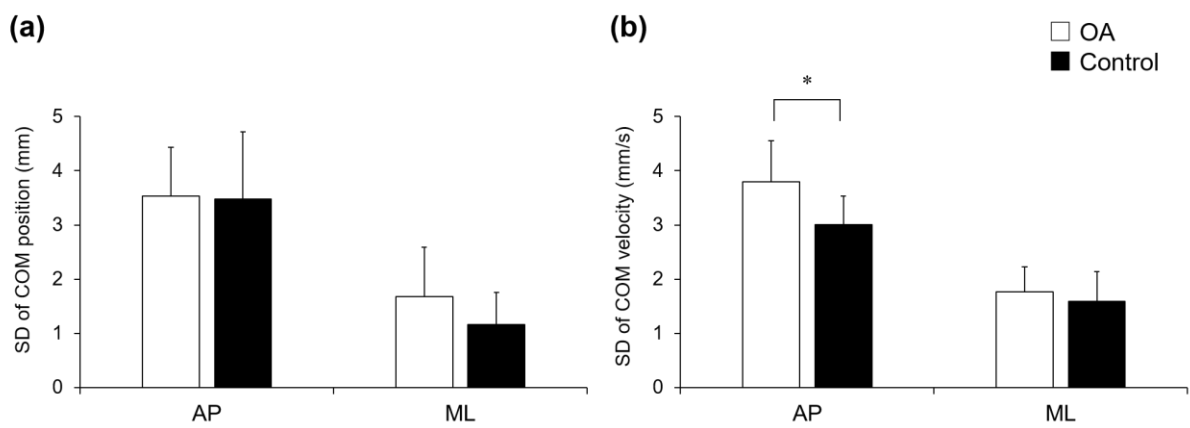 (a)
SD of COM position (mm)
5
4
3
2
1
0
AP ML
(b)
OA
Control
*
SD of COM velocity (mm/s)
5
4
3
2
1
0
AP ML